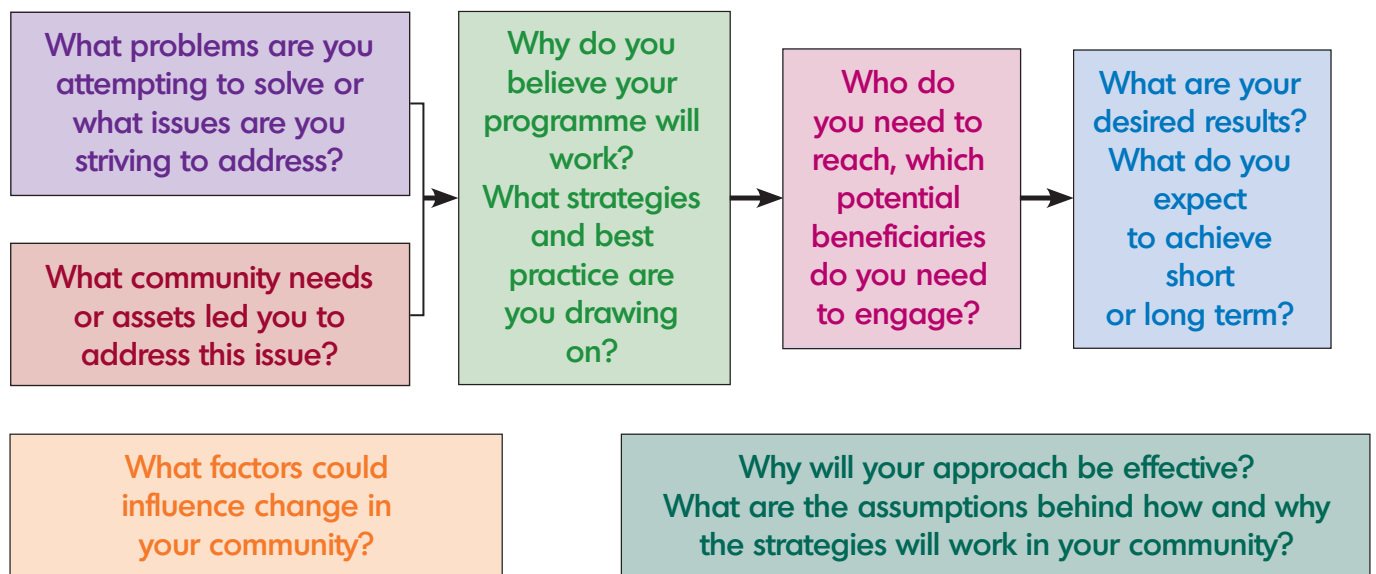 What problems are you
attempting to solve or
what issues are you
striving to address?
What community needs
or assets led you to
address this issue?
Why do you
believe your
programme will
work?
What strategies
and best
practice are
you drawing
on?
Who do
you need to
reach, which
potential
beneficiaries
do you need
to engage?
What are your
desired results?
What do you
expect
to achieve
short
or long term?
What factors could
influence change in
your community?
Why will your approach be effective?
What are the assumptions behind how and why
the strategies will work in your community?